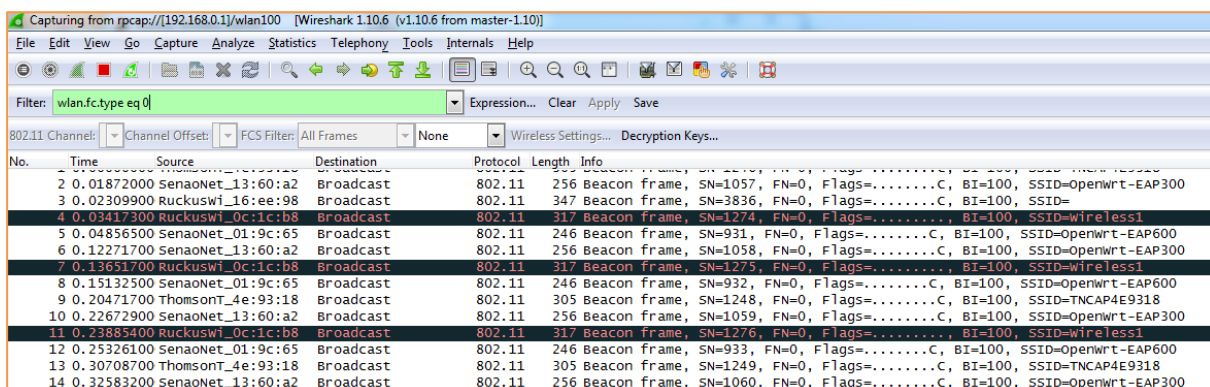 Capturing from rpcap://[192.168.0.1]/wlan100 [Wireshark 1.10.6 (v1.10.6 from master-1.10)]
File Edit View Go Capture Analyze Statistics Telephony Tools Internals Help
Filter: wlan.fc.type eq 0 Expression... Clear Apply Save
802.11 Channel: Channel Offset: FCS Filter: All Frames None Wireless Settings... Decryption Keys...
No. Time Source Destination Protocol Length Info
2 0.01872000 SenaoNet_13:60:a2 Broadcast 802.11 256 Beacon frame, SN=1057, FN=0, Flags=........C, BI=100, SSID=OpenWrt-EAP300
3 0.02309900 RuckusWi_16:ee:98 Broadcast 802.11 347 Beacon frame, SN=3836, FN=0, Flags=........C, BI=100, SSID=
4 0.03417300 RuckusWi_0c:1c:b8 Broadcast 802.11 317 Beacon frame, SN=1274, FN=0, Flags=........., BI=100, SSID=Wireless1
5 0.04856500 SenaoNet_01:9c:65 Broadcast 802.11 246 Beacon frame, SN=931, FN=0, Flags=........C, BI=100, SSID=OpenWrt-EAP600
6 0.12271700 SenaoNet_13:60:a2 Broadcast 802.11 256 Beacon frame, SN=1058, FN=0, Flags=........C, BI=100, SSID=OpenWrt-EAP300
7 0.13651700 RuckusWi_0c:1c:b8 Broadcast 802.11 317 Beacon frame, SN=1275, FN=0, Flags=........., BI=100, SSID=Wireless1
8 0.15132500 SenaoNet_01:9c:65 Broadcast 802.11 246 Beacon frame, SN=932, FN=0, Flags=........C, BI=100, SSID=OpenWrt-EAP600
9 0.20471700 ThomsonT_4e:93:18 Broadcast 802.11 305 Beacon frame, SN=1248, FN=0, Flags=........C, BI=100, SSID=TNCAP4E9318
10 0.22672900 SenaoNet_13:60:a2 Broadcast 802.11 256 Beacon frame, SN=1059, FN=0, Flags=........C, BI=100, SSID=OpenWrt-EAP300
11 0.23885400 RuckusWi_0c:1c:b8 Broadcast 802.11 317 Beacon frame, SN=1276, FN=0, Flags=........., BI=100, SSID=Wireless1
12 0.25326100 SenaoNet_01:9c:65 Broadcast 802.11 246 Beacon frame, SN=933, FN=0, Flags=........C, BI=100, SSID=OpenWrt-EAP600
13 0.30708700 ThomsonT_4e:93:18 Broadcast 802.11 305 Beacon frame, SN=1249, FN=0, Flags=........C, BI=100, SSID=TNCAP4E9318
14 0.32583200 SenaoNet_13:60:a2 Broadcast 802.11 256 Beacon frame, SN=1060, FN=0, Flags=........C, BI=100, SSID=OpenWrt-EAP300